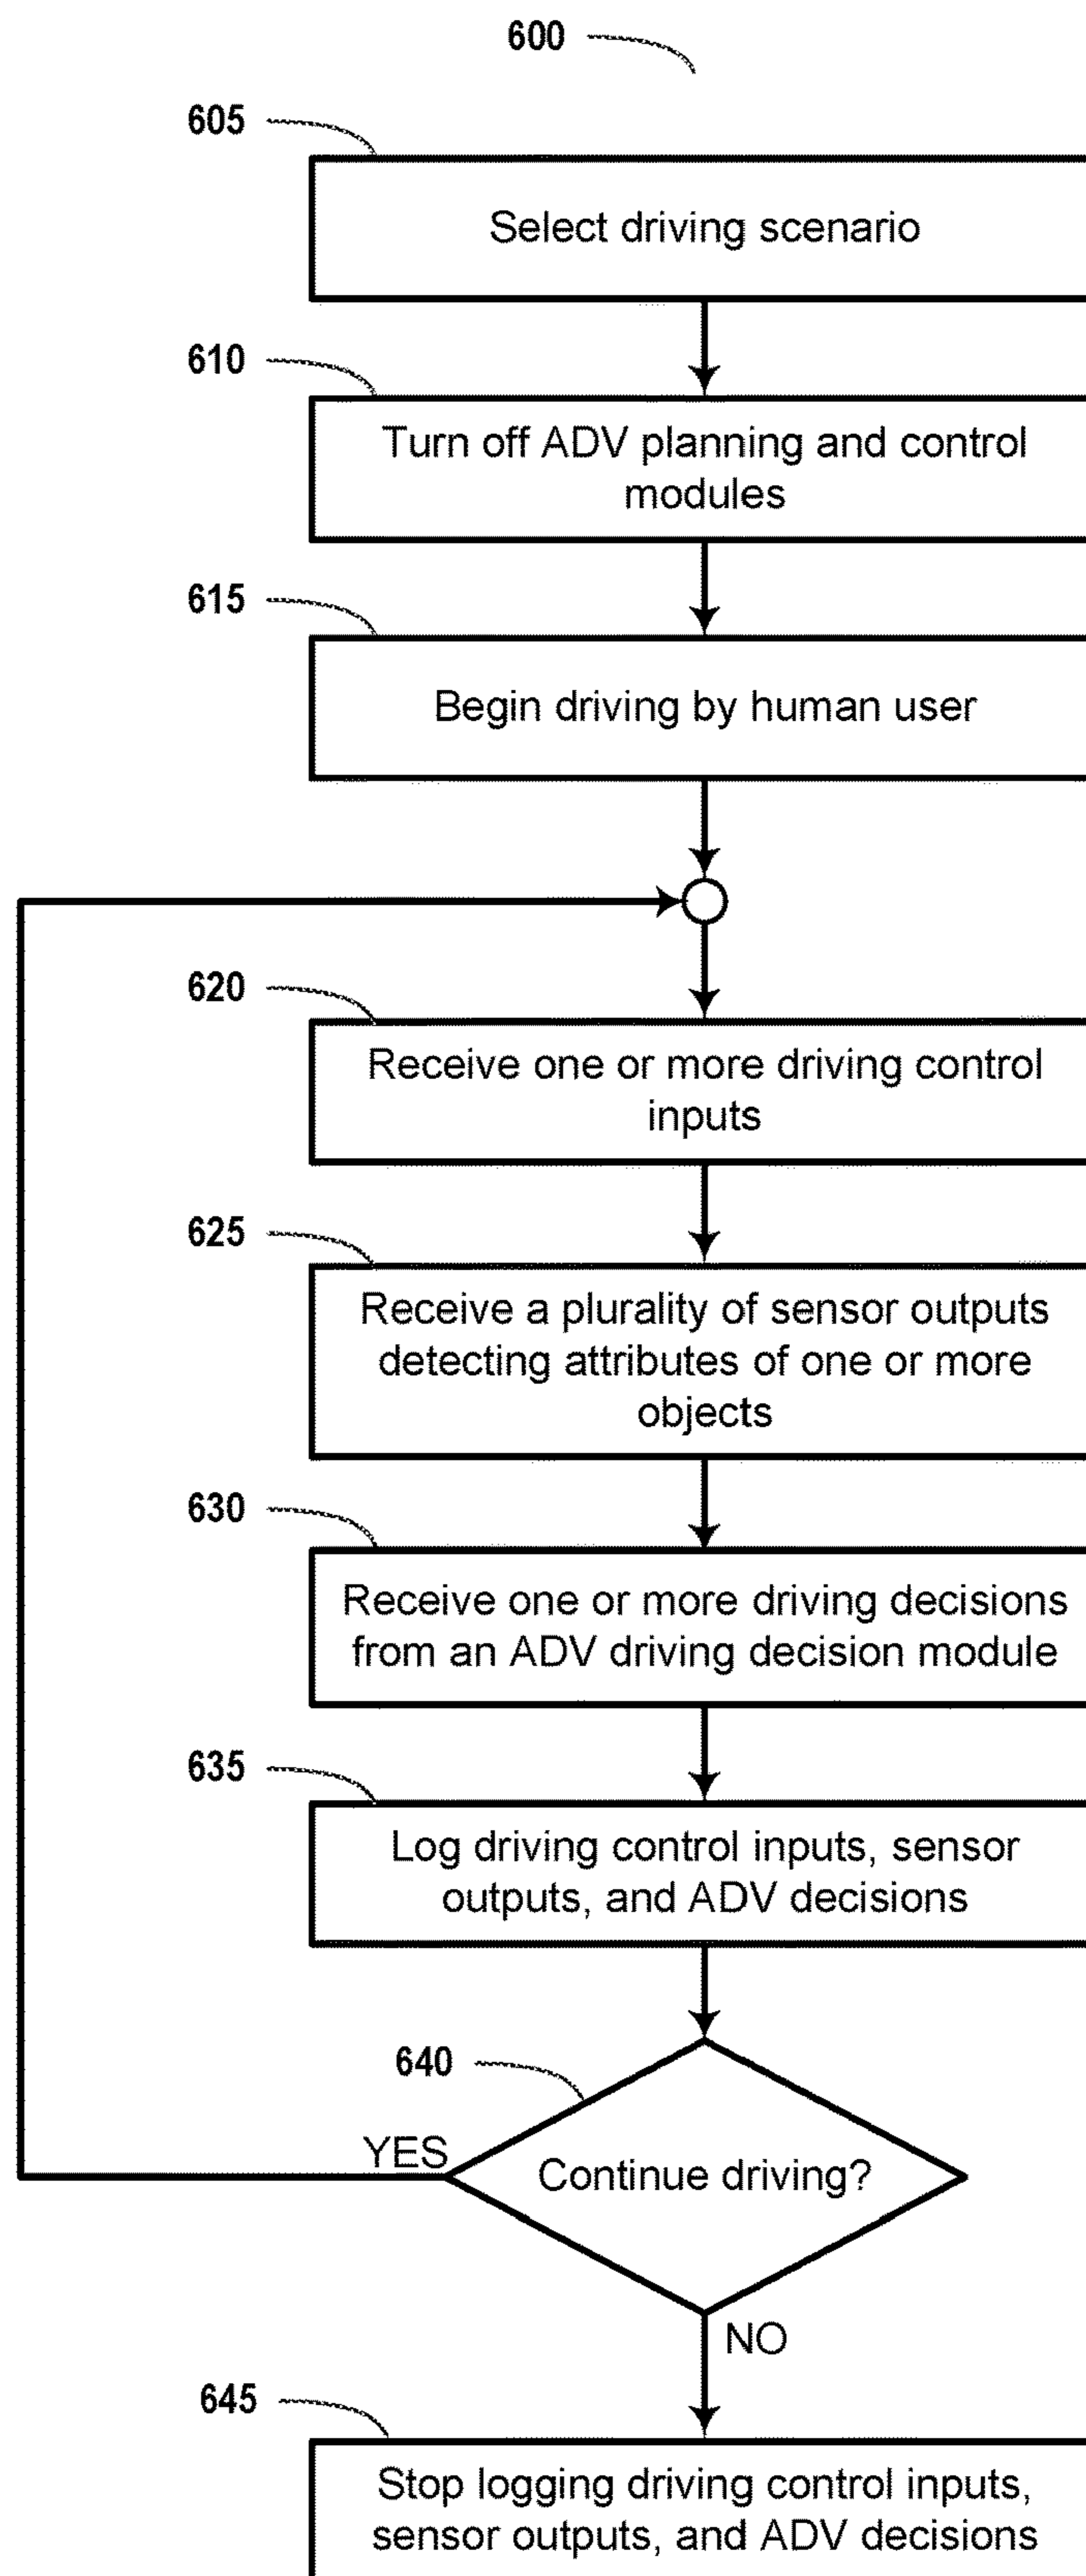 600
605
Select driving scenario
610
Turn off ADV planning and control
modules
615
Begin driving by human user
620
Receive one or more driving control
inputs
625
Receive a plurality of sensor outputs
detecting attributes of one or more
objects
630
Receive one or more driving decisions
from an ADV driving decision module
635
Log driving control inputs, sensor
outputs, and ADV decisions
640
YES
Continue driving?
NO
645
Stop logging driving control inputs,
sensor outputs, and ADV decisions